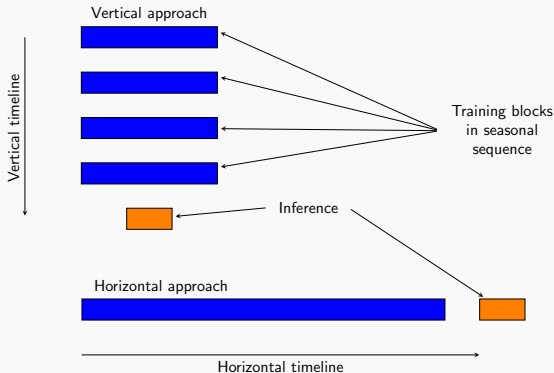 Vertical approach
Vertical timeline
Training blocks
in seasonal
sequence
Inference
Horizontal approach
Horizontal timeline